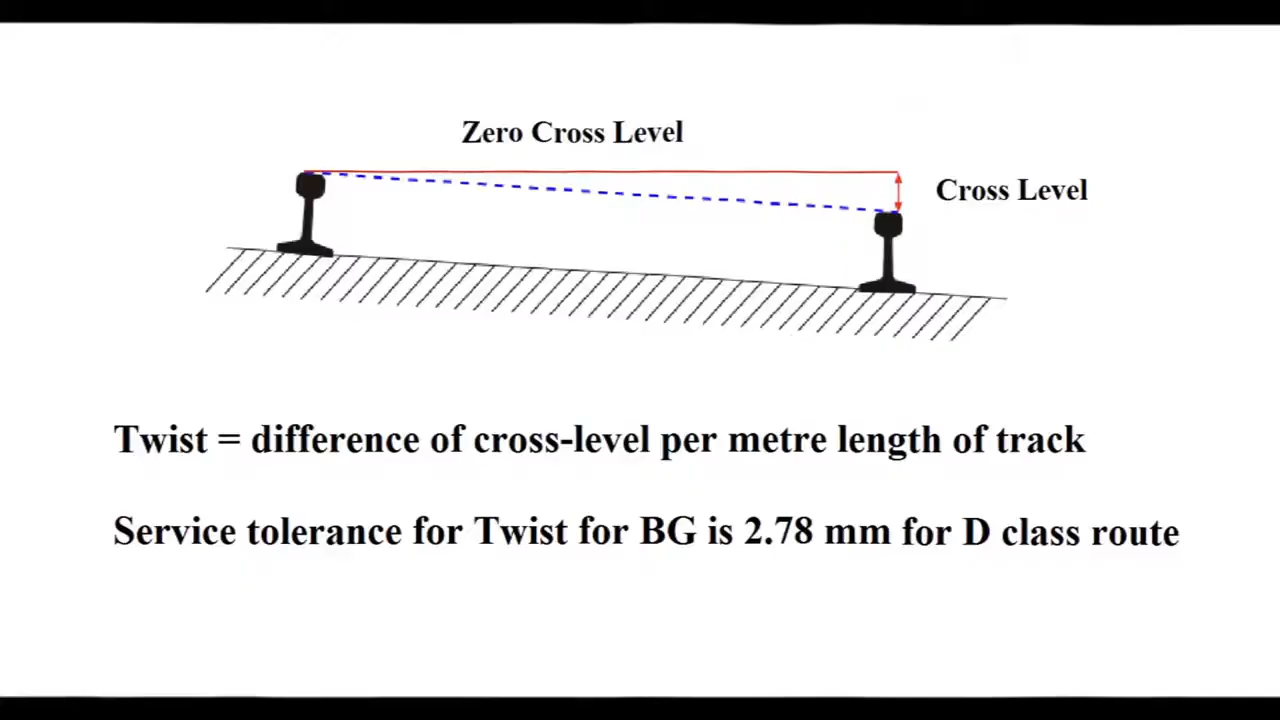 Zero Cross Level
Cross Level
Twist = difference of cross-level per metre length of track
Service tolerance for Twist for BG is 2.78 mm for D class route